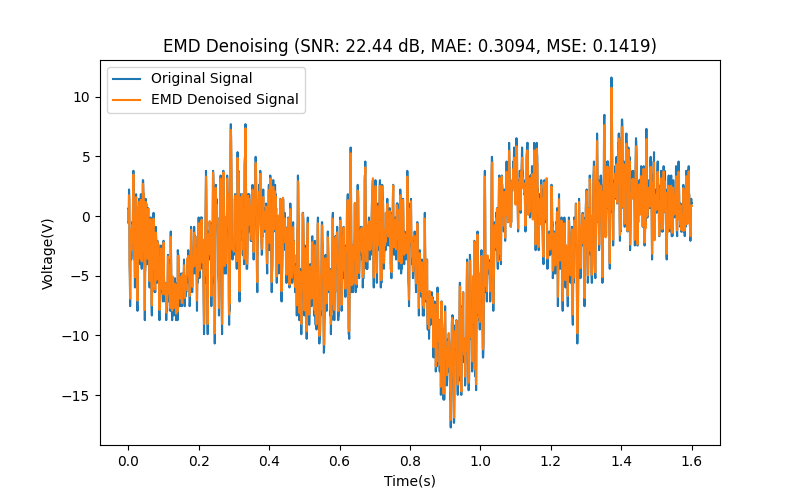 EMD Denoising (SNR: 22.44 dB, MAE: 0.3094, MSE: 0.1419)
Original Signal
EMD Denoised Signal
10
5
0
−5
−10
−15
Voltage(V)
0.0 0.2 0.4 0.6 0.8 1.0 1.2 1.4 1.6
Time(s)